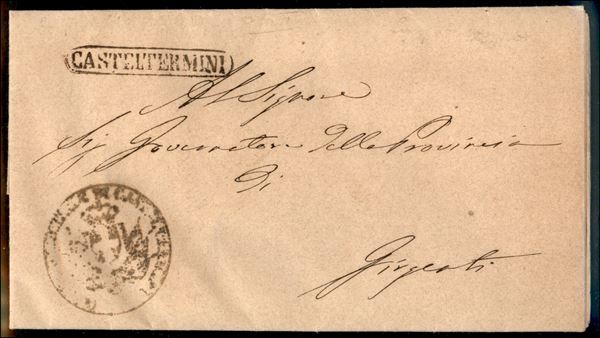 CASTELTERMINI
Al Signore
Sig Governatore della Provincia
Di
Girgenti